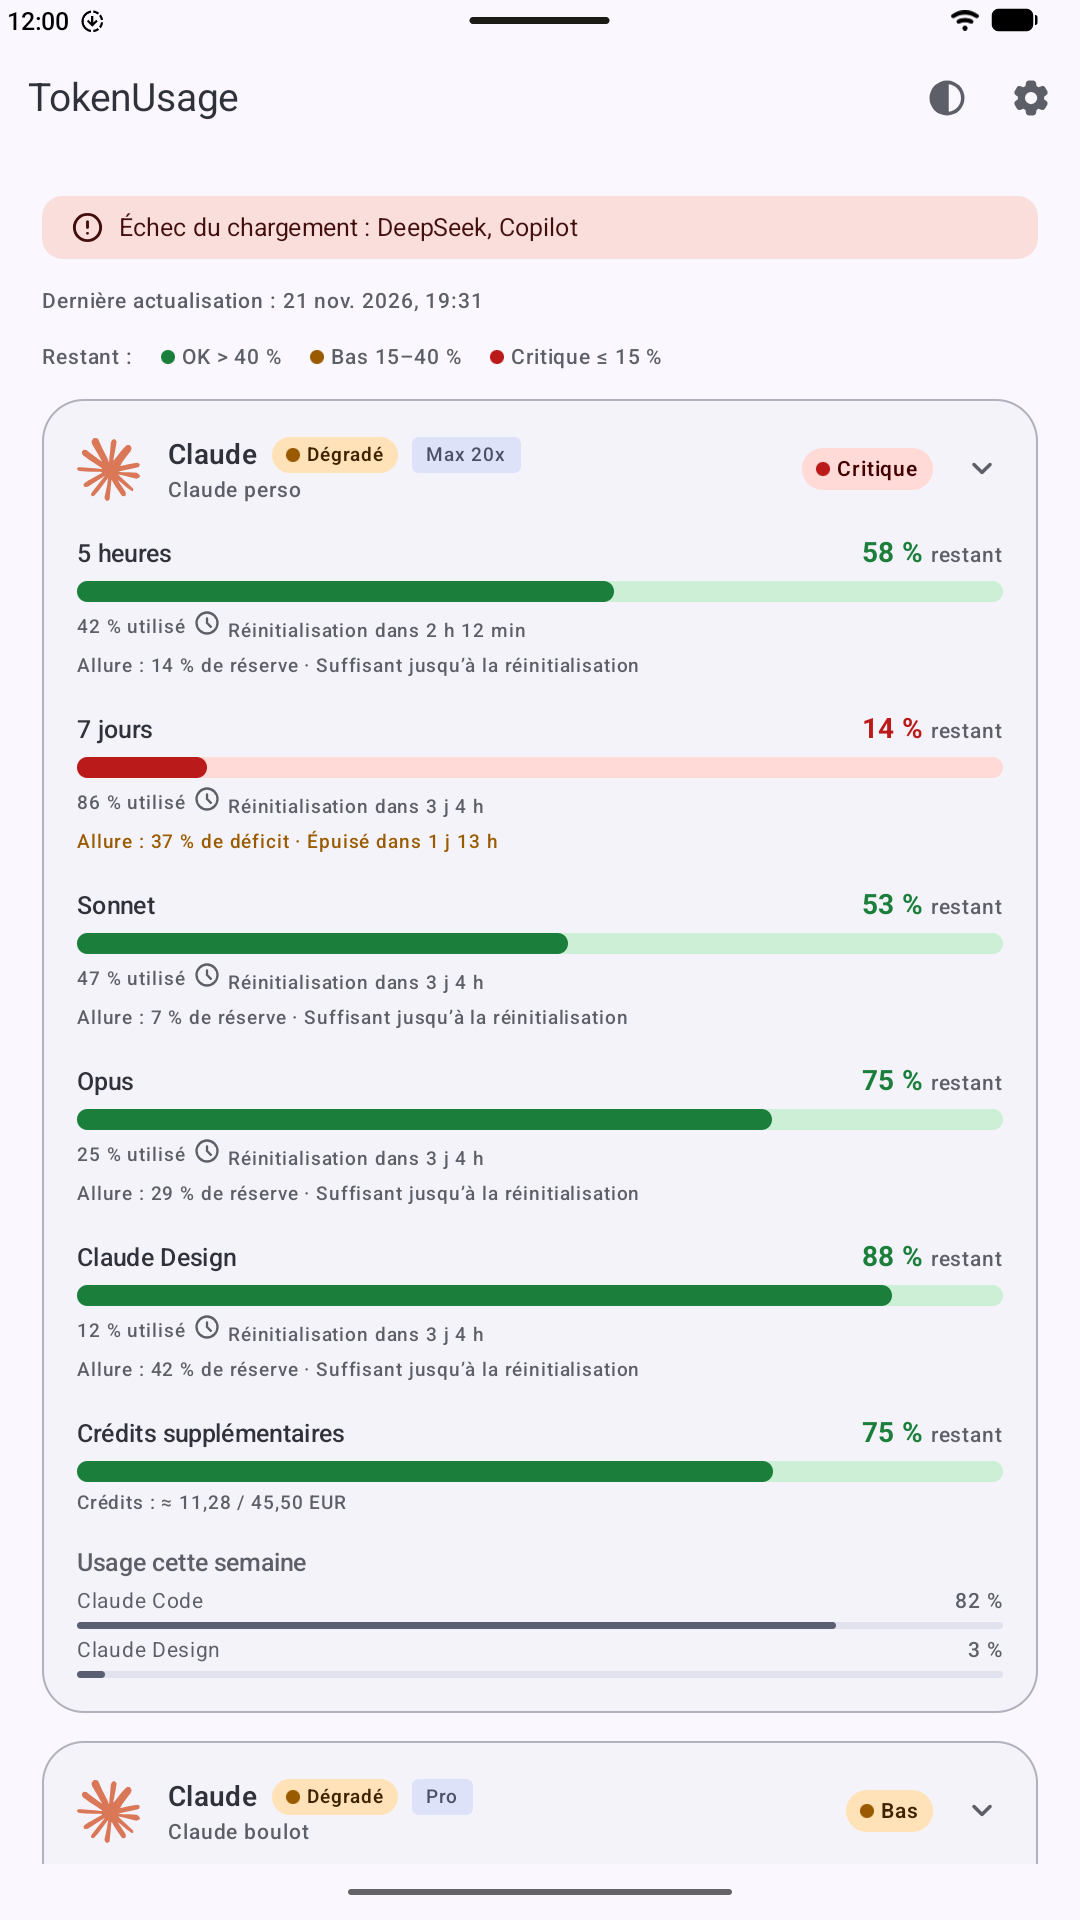 12:00
TokenUsage
Échec du chargement : DeepSeek, Copilot
Dernière actualisation : 21 nov. 2026, 19:31
Restant : OK > 40 % Bas 15–40 % Critique ≤ 15 %
Claude Dégradé Max 20x
Claude perso
Critique
5 heures 58 % restant
42 % utilisé Réinitialisation dans 2 h 12 min
Allure : 14 % de réserve · Suffisant jusqu’à la réinitialisation
7 jours 14 % restant
86 % utilisé Réinitialisation dans 3 j 4 h
Allure : 37 % de déficit · Épuisé dans 1 j 13 h
Sonnet 53 % restant
47 % utilisé Réinitialisation dans 3 j 4 h
Allure : 7 % de réserve · Suffisant jusqu’à la réinitialisation
Opus 75 % restant
25 % utilisé Réinitialisation dans 3 j 4 h
Allure : 29 % de réserve · Suffisant jusqu’à la réinitialisation
Claude Design 88 % restant
12 % utilisé Réinitialisation dans 3 j 4 h
Allure : 42 % de réserve · Suffisant jusqu’à la réinitialisation
Crédits supplémentaires 75 % restant
Crédits : ≈ 11,28 / 45,50 EUR
Usage cette semaine
Claude Code 82 %
Claude Design 3 %
Claude Dégradé Pro
Claude boulot
Bas